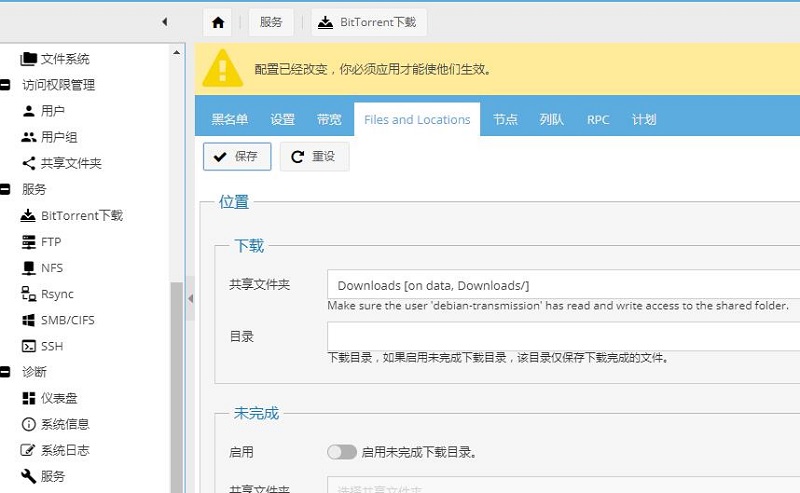 服务
BitTorrent下载
文件系统
访问权限管理
用户
用户组
共享文件夹
服务
BitTorrent下载
FTP
NFS
Rsync
SMB/CIFS
SSH
诊断
仪表盘
系统信息
系统日志
服务
配置已经改变，你必须应用才能使他们生效。
黑名单 设置 带宽 Files and Locations 节点 列队 RPC 计划
保存 重设
位置
下载
共享文件夹 Downloads [on data, Downloads/]
Make sure the user 'debian-transmission' has read and write access to the shared folder.
目录
下载目录，如果启用未完成下载目录，该目录仅保存下载完成的文件。
未完成
启用 启用未完成下载目录。
共享文件夹 选择共享文件夹